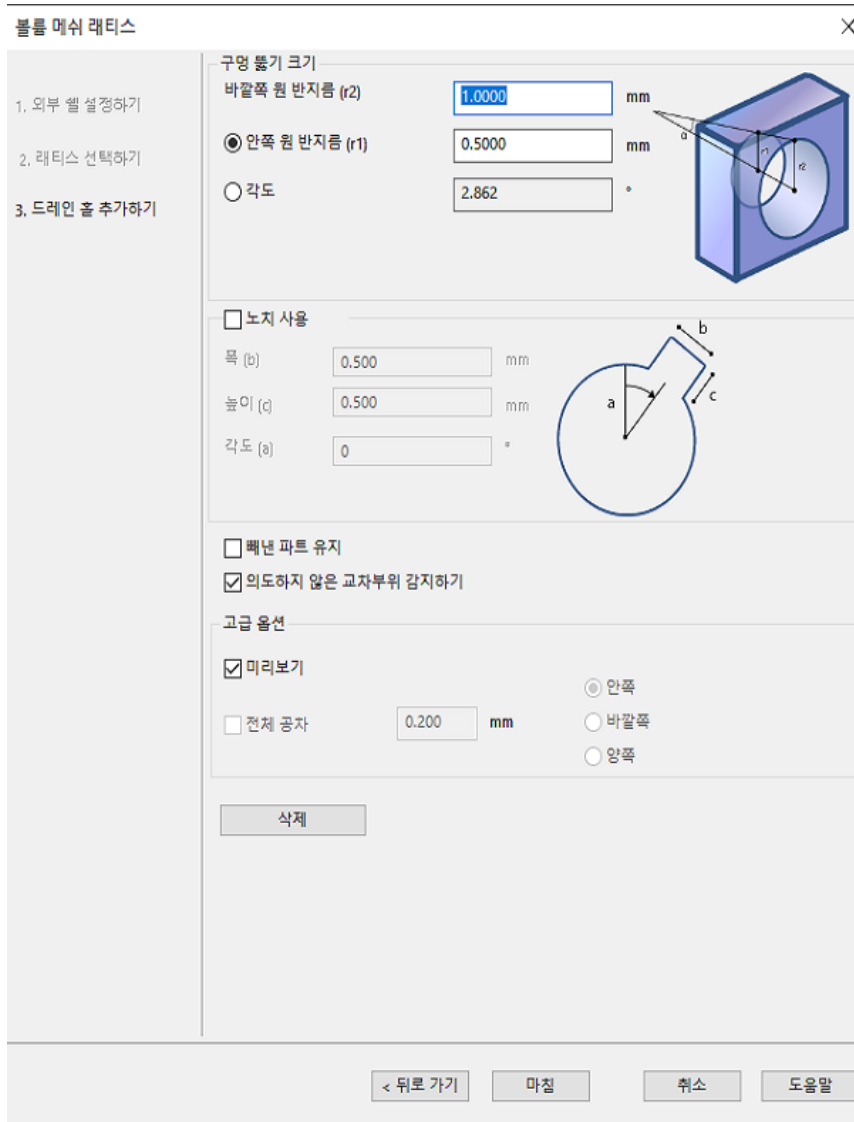 볼륨 메쉬 래티스
1. 외부 쉘 설정하기
2. 래티스 선택하기
3. 드레인 홀 추가하기
구멍 뚫기 크기
바깥쪽 원 반지름 (r2) 1.0000 mm
안쪽 원 반지름 (r1) 0.5000 mm
각도 2.862 °
α r1 r2
노치 사용
폭 (b) 0.500 mm
높이 (c) 0.500 mm
각도 (a) 0 °
b
a c
빼낸 파트 유지
의도하지 않은 교차부위 감지하기
고급 옵션
미리보기
전체 공차 0.200 mm
안쪽
바깥쪽
양쪽
삭제
< 뒤로 가기 마침 취소 도움말